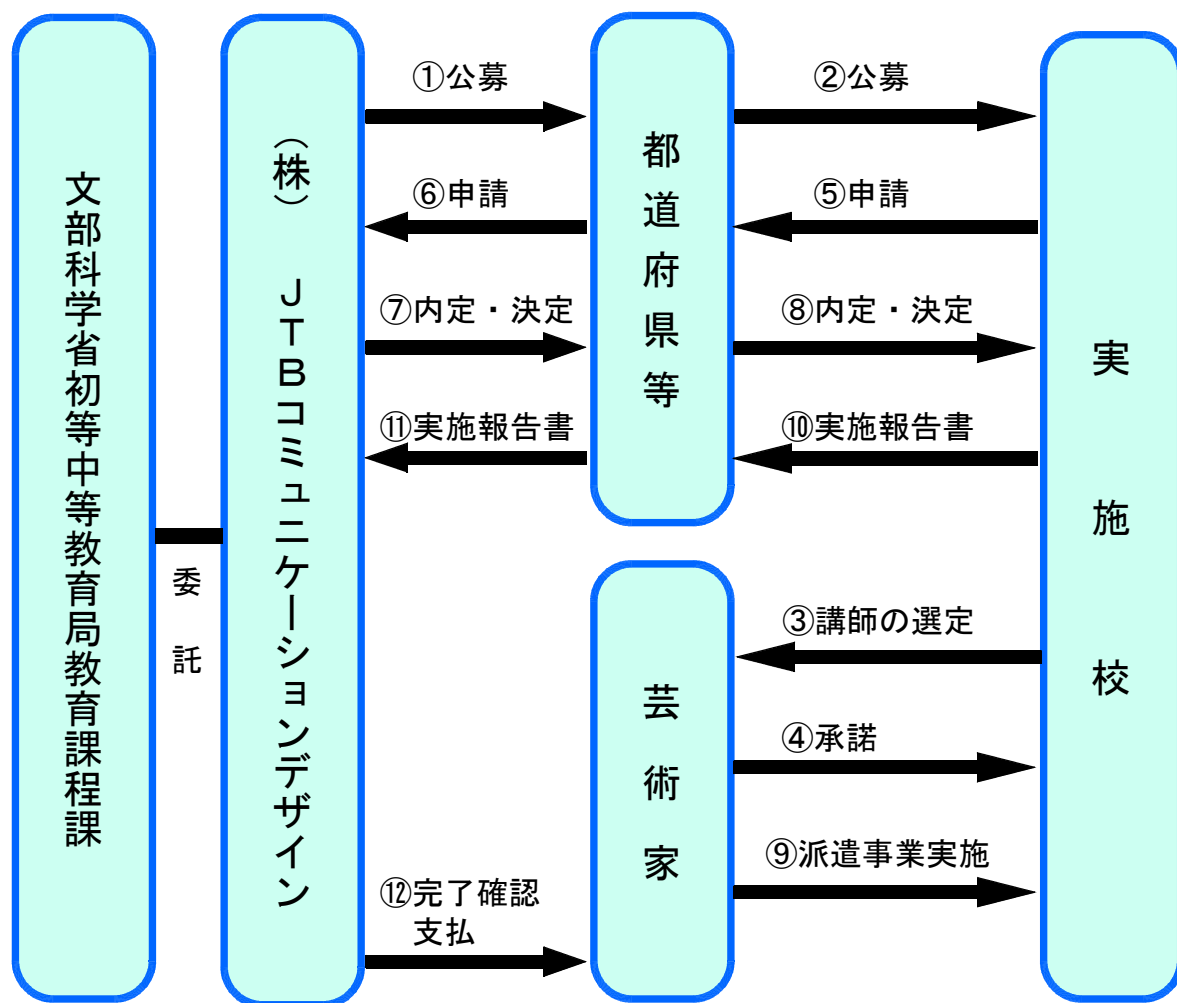 文部科学省初等中等教育局教育課程課
委託
（株）　ＪＴＢコミュニケーションデザイン
都道府県等
芸術家
実施校
①公募
②公募
⑥申請
⑤申請
⑦内定・決定
⑧内定・決定
⑪実施報告書
⑩実施報告書
③講師の選定
④承諾
⑨派遣事業実施
⑫完了確認
支払